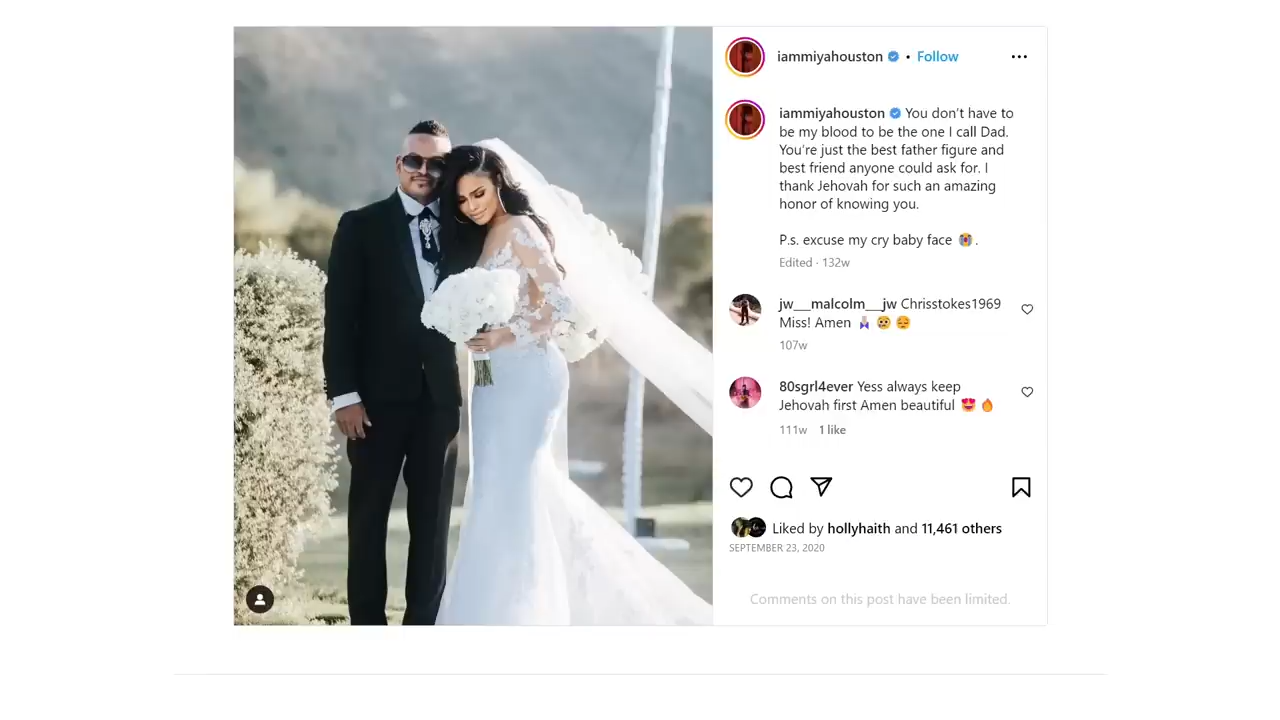 iammiyahouston • Follow
iammiyahouston You don’t have to
be my blood to be the one I call Dad.
You’re just the best father figure and
best friend anyone could ask for. I
thank Jehovah for such an amazing
honor of knowing you.
P.s. excuse my cry baby face 😭 .
Edited · 132w
jw__malcolm__jw Chrisstokes1969
Miss! Amen 🙏🏼 🥺 😔
107w
80sgrl4ever Yess always keep
Jehovah first Amen beautiful 😍 🔥
111w 1 like
Liked by hollyhaith and 11,461 others
SEPTEMBER 23, 2020
Comments on this post have been limited.